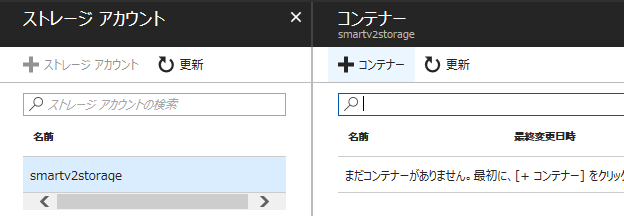 ストレージ アカウント
ストレージ アカウント 更新
ストレージ アカウントの検索
名前
smartv2storage
コンテナー
smartv2storage
コンテナー 更新
名前 最終変更日時
まだコンテナーがありません。最初に、[+ コンテナー] をクリッ